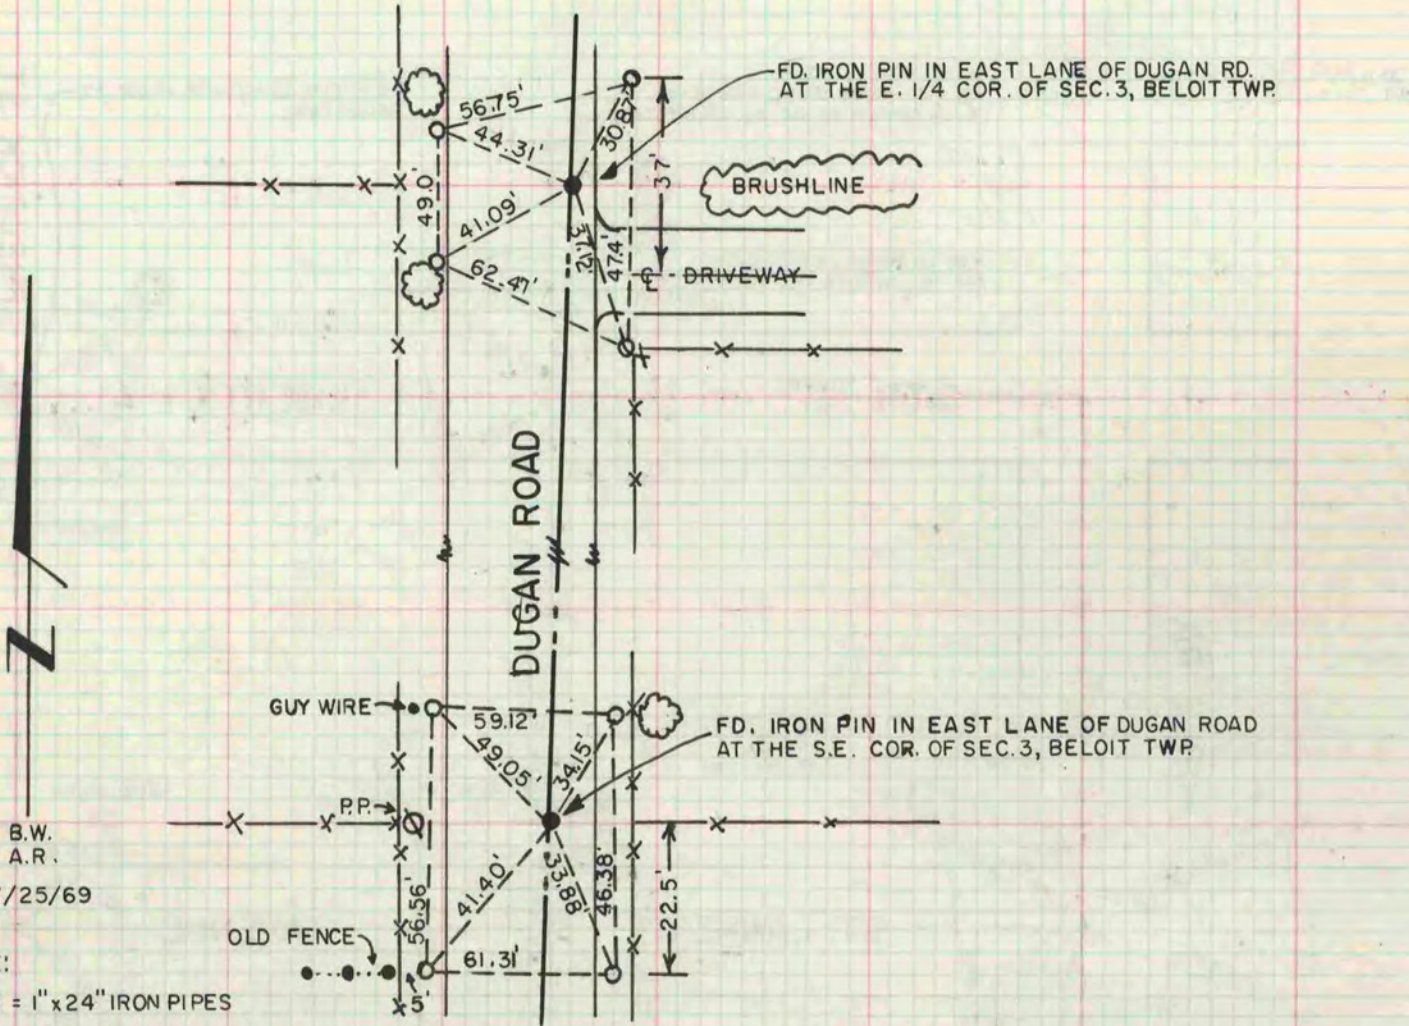 FD. IRON PIN IN EAST LANE OF DUGAN RD.
AT THE E. 1/4 COR. OF SEC. 3, BELOIT TWP.
56.75'
44.31'
30.87'
37'
49.0'
BRUSHLINE
41.09'
37.2'
47.4'
62.47'
℄ DRIVEWAY
DUGAN ROAD
N
GUY WIRE
59.12'
49.05'
34.15'
FD. IRON PIN IN EAST LANE OF DUGAN ROAD
AT THE S.E. COR. OF SEC. 3, BELOIT TWP.
P.P.
B.W.
A.R.
/25/69
56.56'
41.40'
33.88'
46.38'
22.5'
OLD FENCE
61.31'
5'
= 1" x 24" IRON PIPES